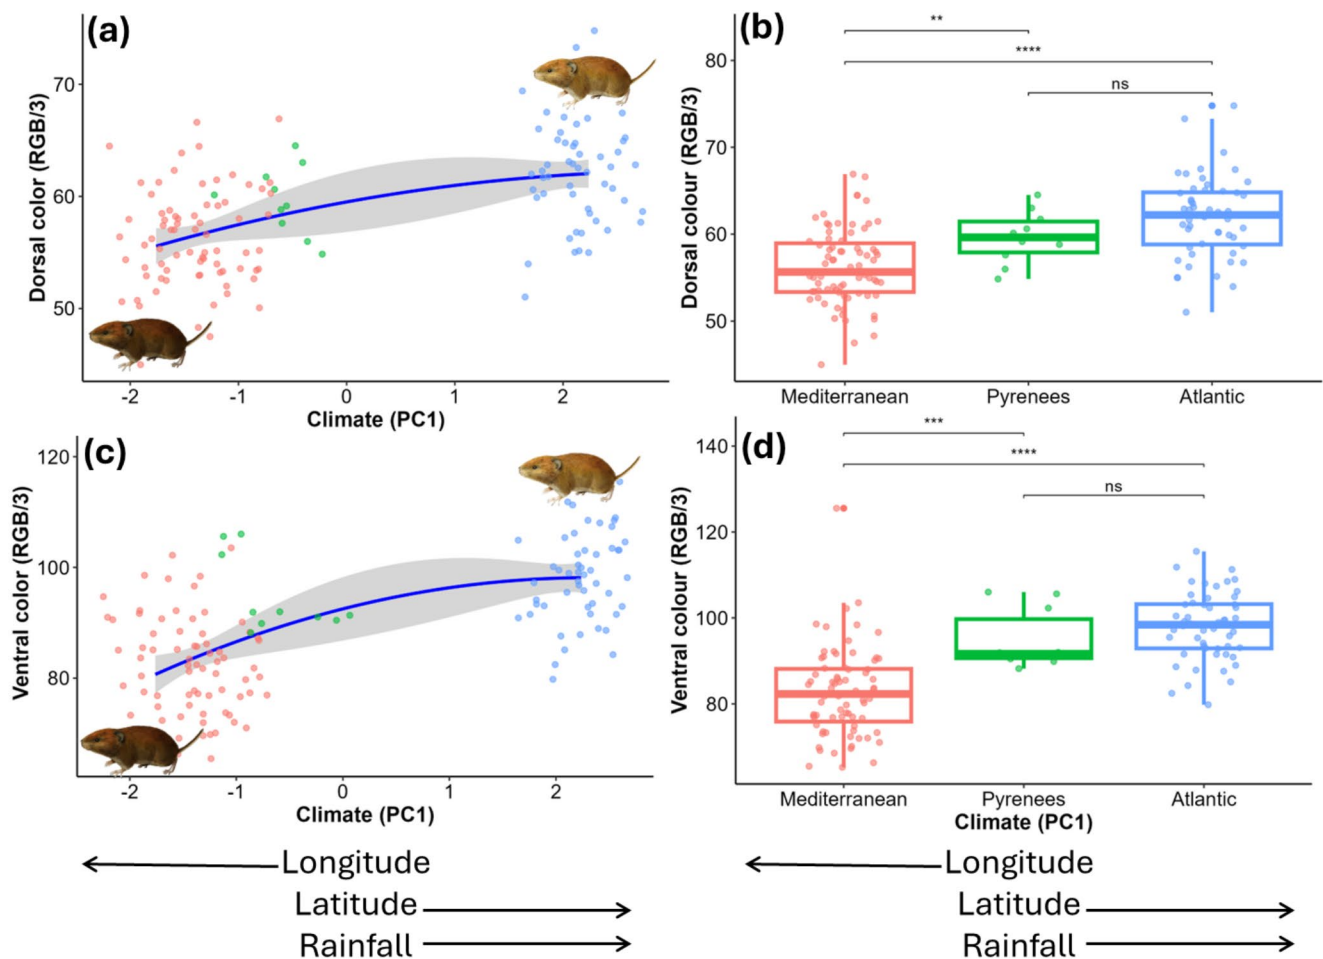 (a)
Dorsal color (RGB/3)
70
60
50
-2 -1 0 1 2
Climate (PC1)
(b)
**
****
ns
Dorsal colour (RGB/3)
80
70
60
50
Mediterranean Pyrenees Atlantic
(c)
Ventral color (RGB/3)
120
100
80
-2 -1 0 1 2
Climate (PC1)
(d)
***
****
ns
Ventral colour (RGB/3)
140
120
100
80
Mediterranean Pyrenees Atlantic
Climate (PC1)
Longitude
Latitude
Rainfall
Longitude
Latitude
Rainfall